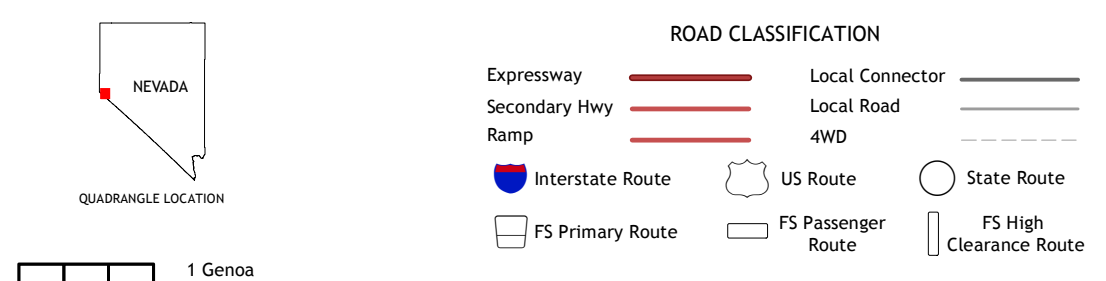 NEVADA
QUADRANGLE LOCATION
1 Genoa
ROAD CLASSIFICATION
Expressway
Local Connector
Secondary Hwy
Local Road
Ramp
4WD
Interstate Route
US Route
State Route
FS Primary Route
FS Passenger
Route
FS High
Clearance Route